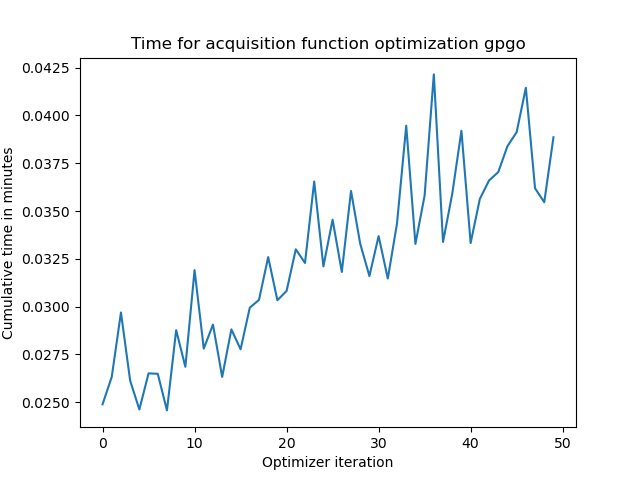 Time for acquisition function optimization gpgo
0.0425
0.0400
0.0375
0.0350
0.0325
0.0300
0.0275
0.0250
Cumulative time in minutes
0 10 20 30 40 50
Optimizer iteration